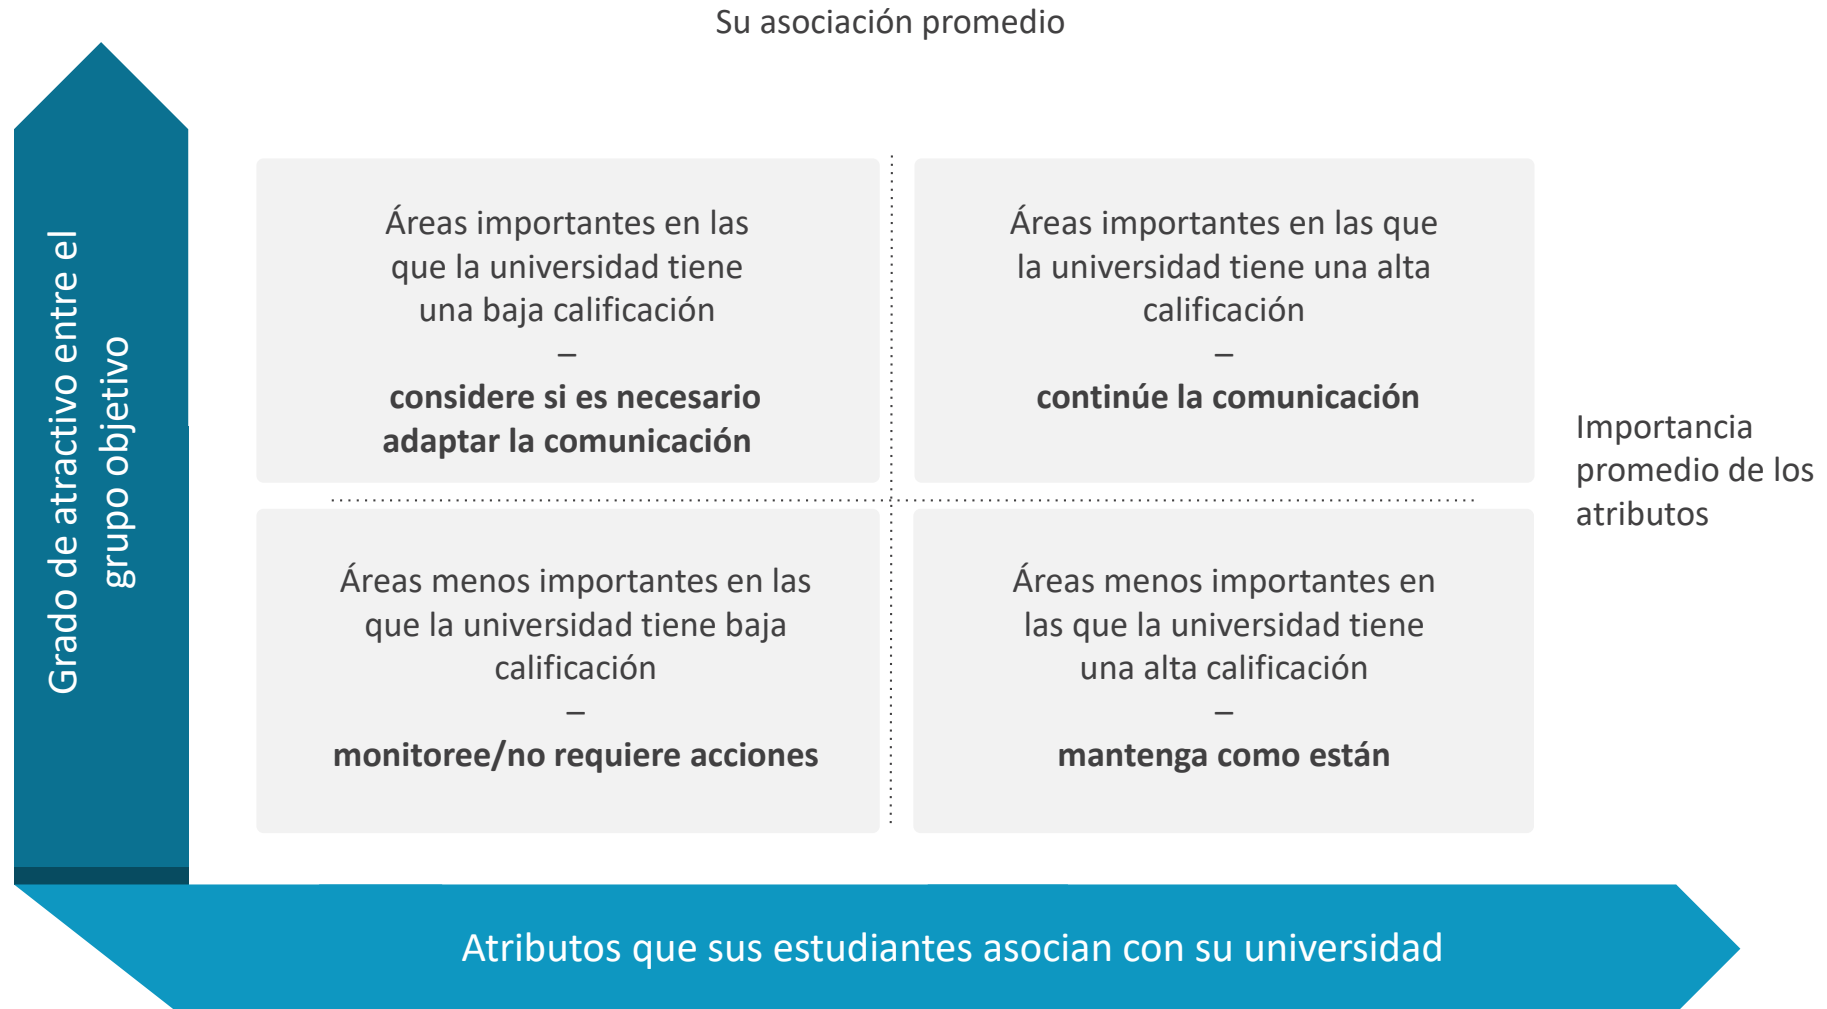 Su asociación promedio
Grado de atractivo entre el
grupo objetivo
Áreas importantes en las
que la universidad tiene
una baja calificación
–
considere si es necesario
adaptar la comunicación
Áreas importantes en las que
la universidad tiene una alta
calificación
–
continúe la comunicación
Importancia
promedio de los
atributos
Áreas menos importantes en las
que la universidad tiene baja
calificación
–
monitoree/no requiere acciones
Áreas menos importantes en
las que la universidad tiene
una alta calificación
–
mantenga como están
Atributos que sus estudiantes asocian con su universidad